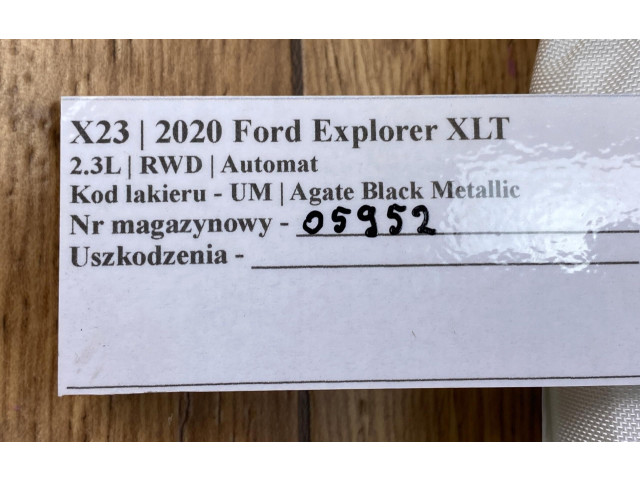 X23 | 2020 Ford Explorer XLT
2.3L | RWD | Automat
Kod lakieru - UM | Agate Black Metallic
Nr magazynowy - 05952
Uszkodzenia -